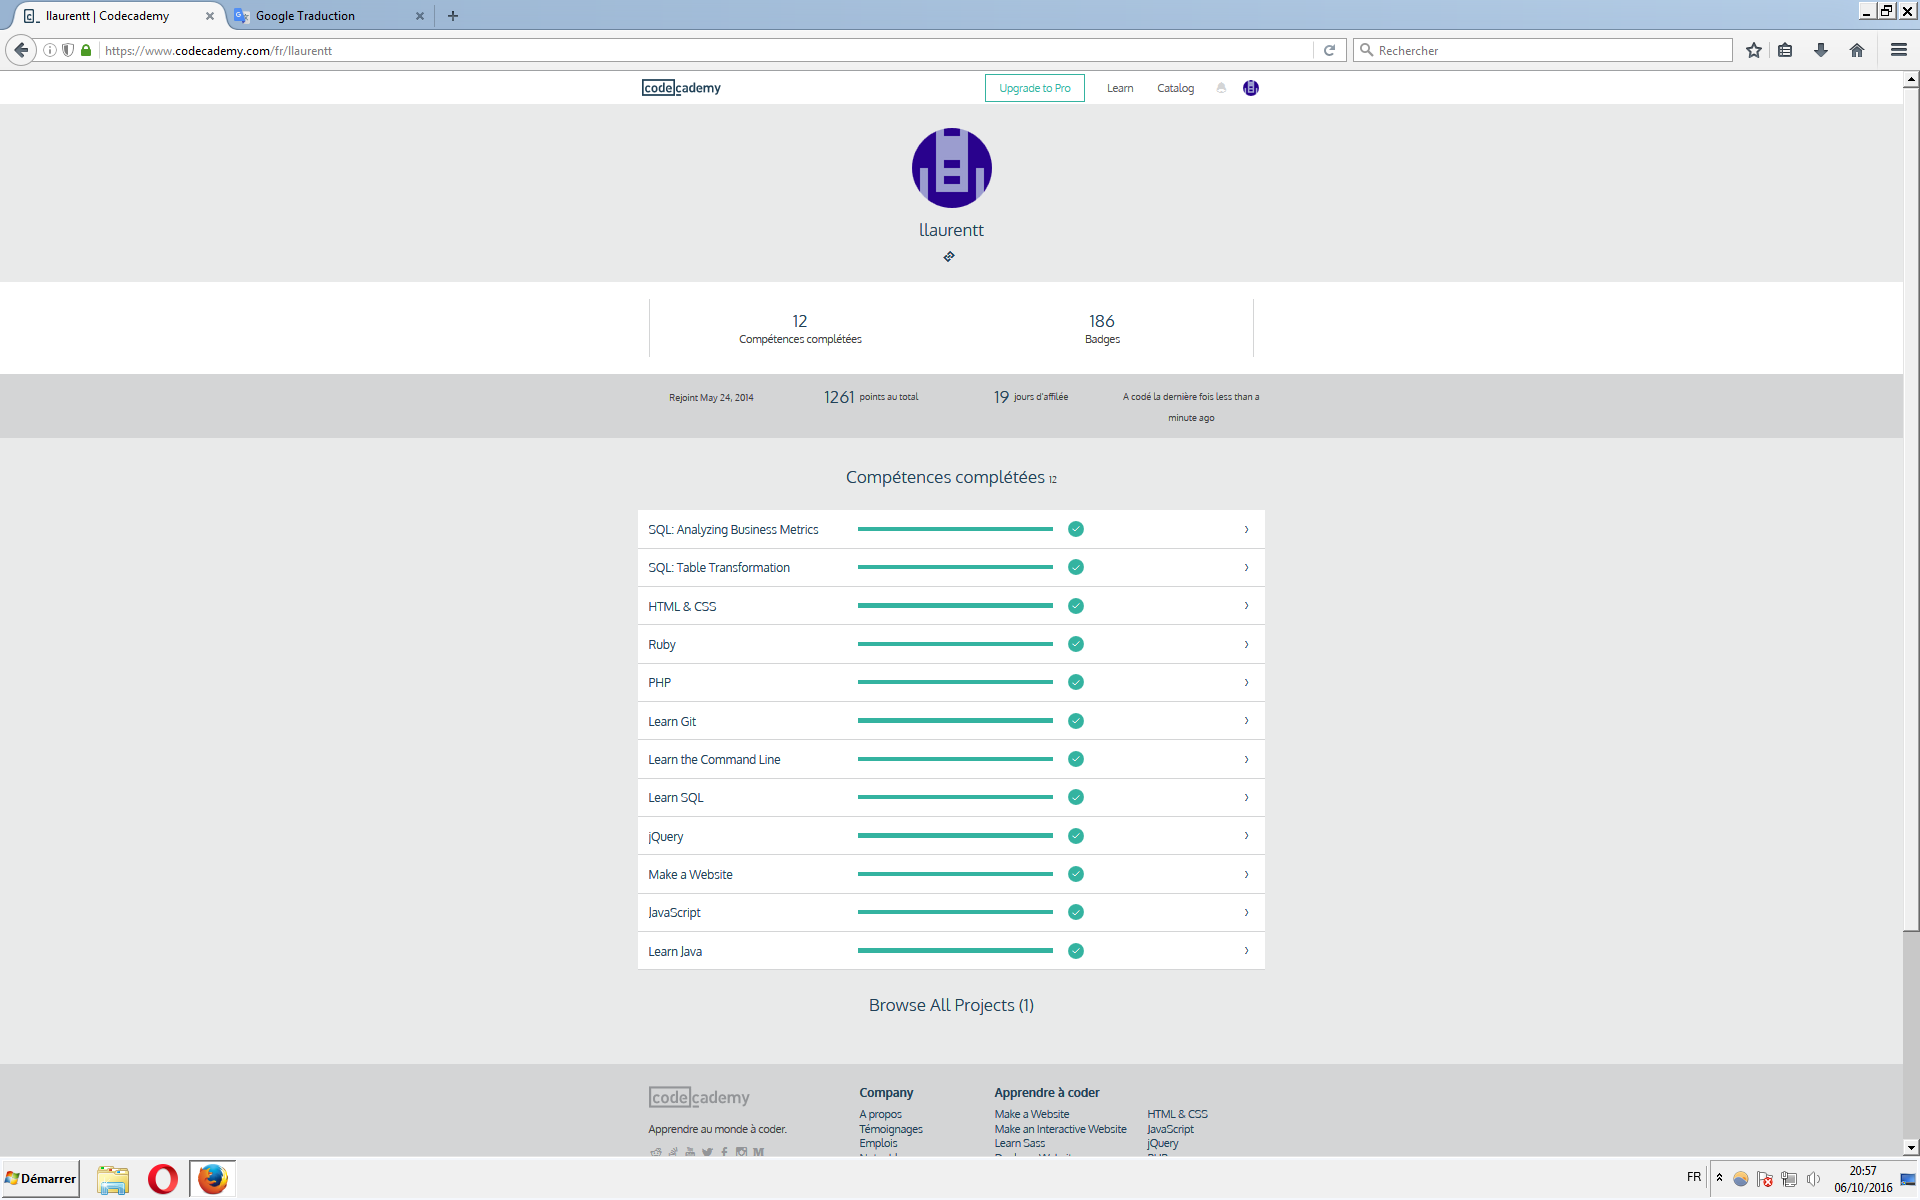 llaurentt | Codecademy
Google Traduction
https://www.codecademy.com/fr/llaurentt
Rechercher
codecademy
Upgrade to Pro
Learn
Catalog
llaurentt
12
Compétences complétées
186
Badges
Rejoint May 24, 2014
1261 points au total
19 jours d'affilée
A codé la dernière fois less than a
minute ago
Compétences complétées 12
SQL: Analyzing Business Metrics
SQL: Table Transformation
HTML & CSS
Ruby
PHP
Learn Git
Learn the Command Line
Learn SQL
jQuery
Make a Website
JavaScript
Learn Java
Browse All Projects (1)
codecademy
Apprendre au monde à coder.
Company
A propos
Témoignages
Emplois
Apprendre à coder
Make a Website
Make an Interactive Website
Learn Sass
HTML & CSS
JavaScript
jQuery
PHP
Démarrer
FR
20:57
06/10/2016